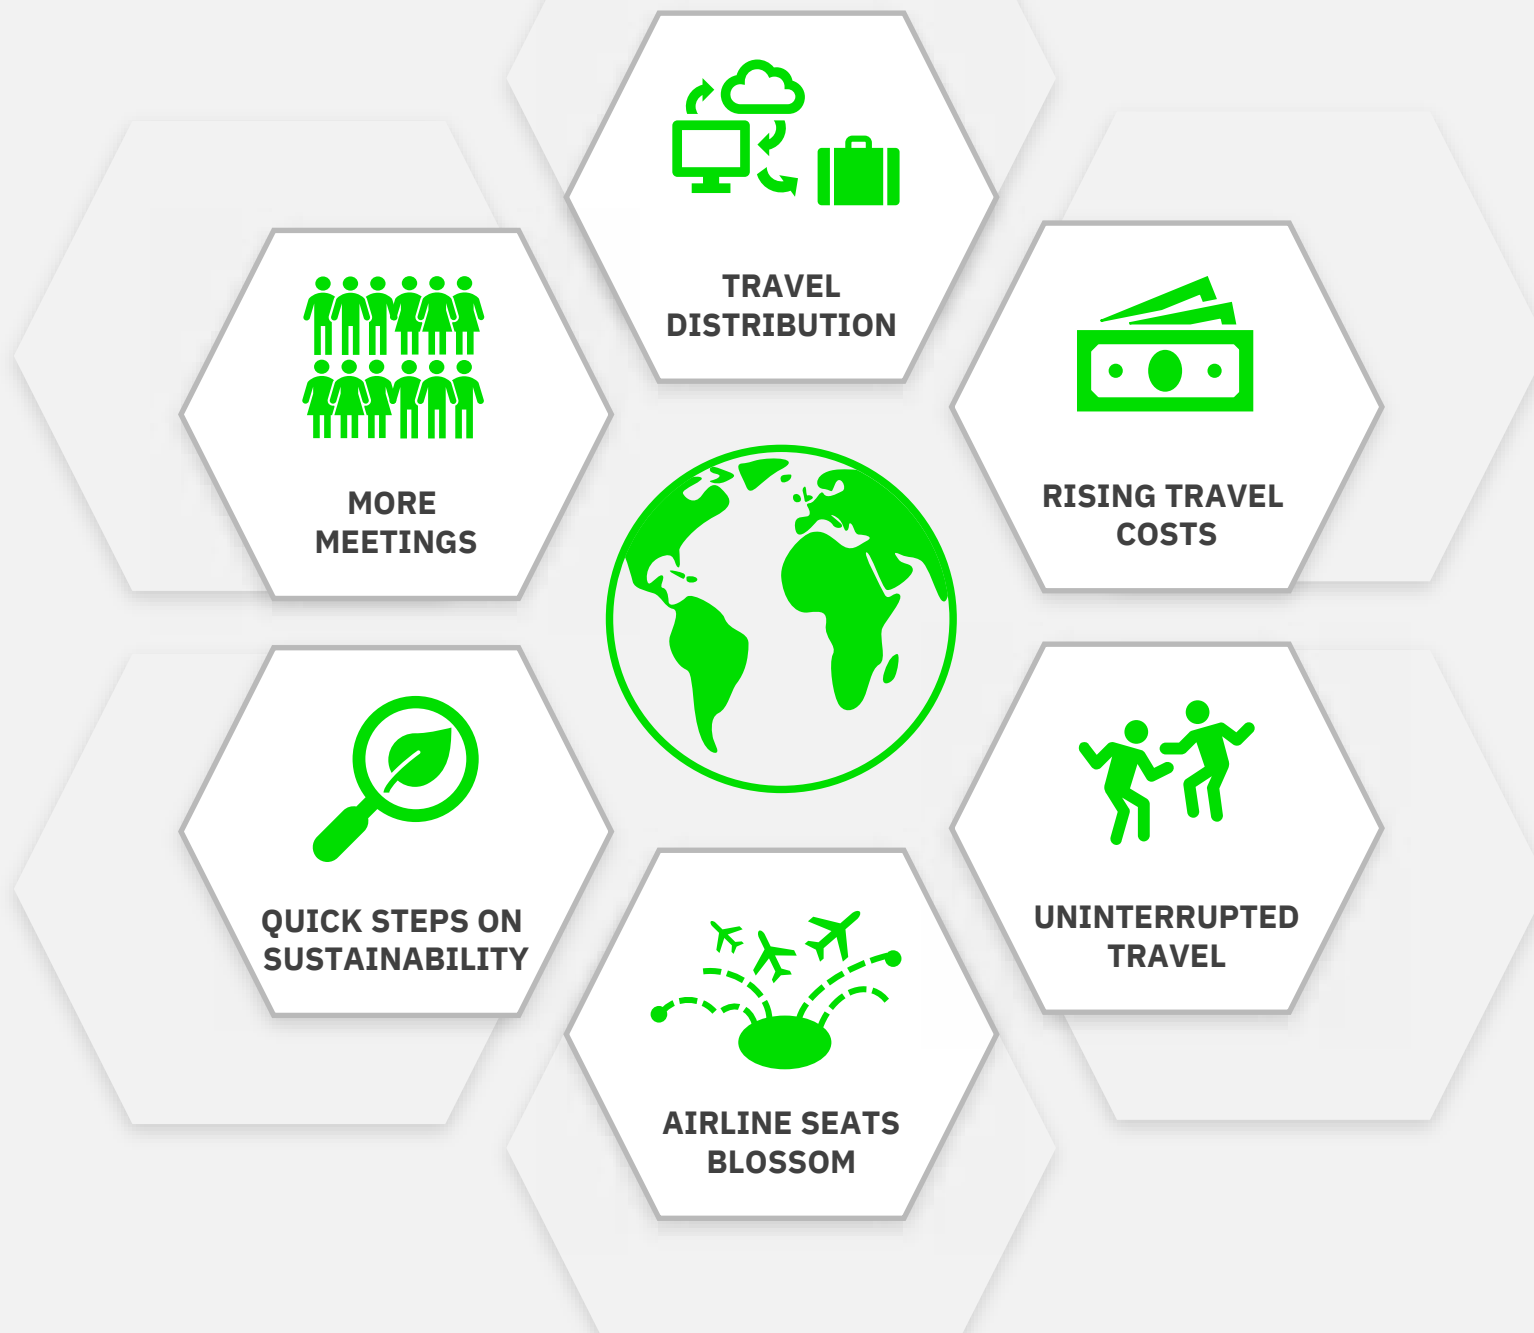 TRAVEL
DISTRIBUTION
MORE
MEETINGS
RISING TRAVEL
COSTS
QUICK STEPS ON
SUSTAINABILITY
UNINTERRUPTED
TRAVEL
AIRLINE SEATS
BLOSSOM